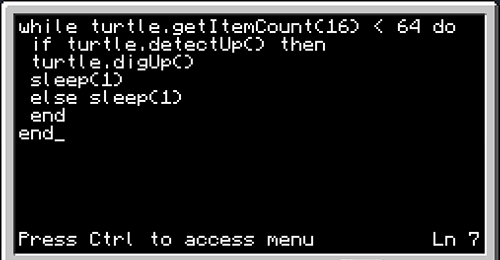 while turtle.getItemCount(16) < 64 do
if turtle.detectUp() then
turtle.digUp()
sleep(1)
else sleep(1)
end
end_
Press Ctrl to access menu Ln 7